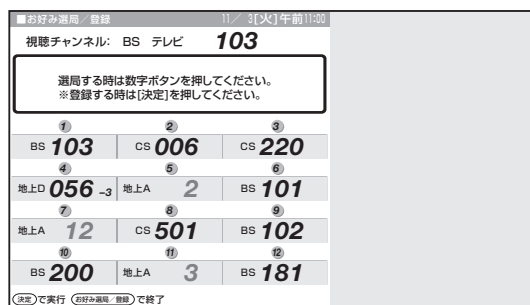 ■お好み選局／登録 11／ 3[火]午前11:00
視聴チャンネル: BS テレビ 103
選局する時は数字ボタンを押してください。
※登録する時は[決定]を押してください。
1 2 3
BS 103 CS 006 CS 220
4 5 6
地上D 056 -3 地上A 2 BS 101
7 8 9
地上A 12 CS 501 BS 102
10 11 12
BS 200 地上A 3 BS 181
決定で実行 お好み選局／登録で終了